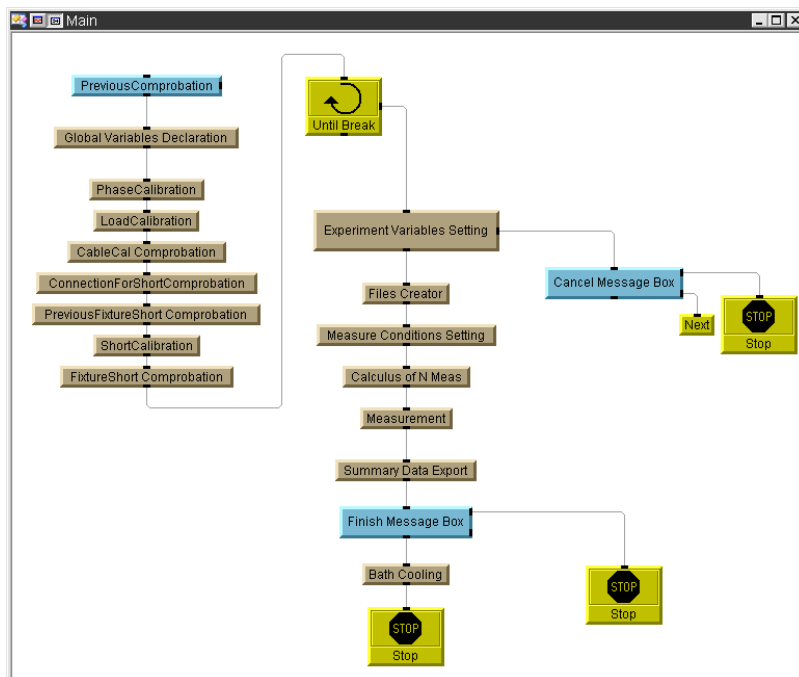 Main
PreviousComprobation
Global Variables Declaration
PhaseCalibration
LoadCalibration
CableCal Comprobation
ConnectionForShortComprobation
PreviousFixtureShort Comprobation
ShortCalibration
FixtureShort Comprobation
Until Break
Experiment Variables Setting
Cancel Message Box
Next
STOP
Stop
Files Creator
Measure Conditions Setting
Calculus of N Meas
Measurement
Summary Data Export
Finish Message Box
Bath Cooling
STOP
Stop
STOP
Stop